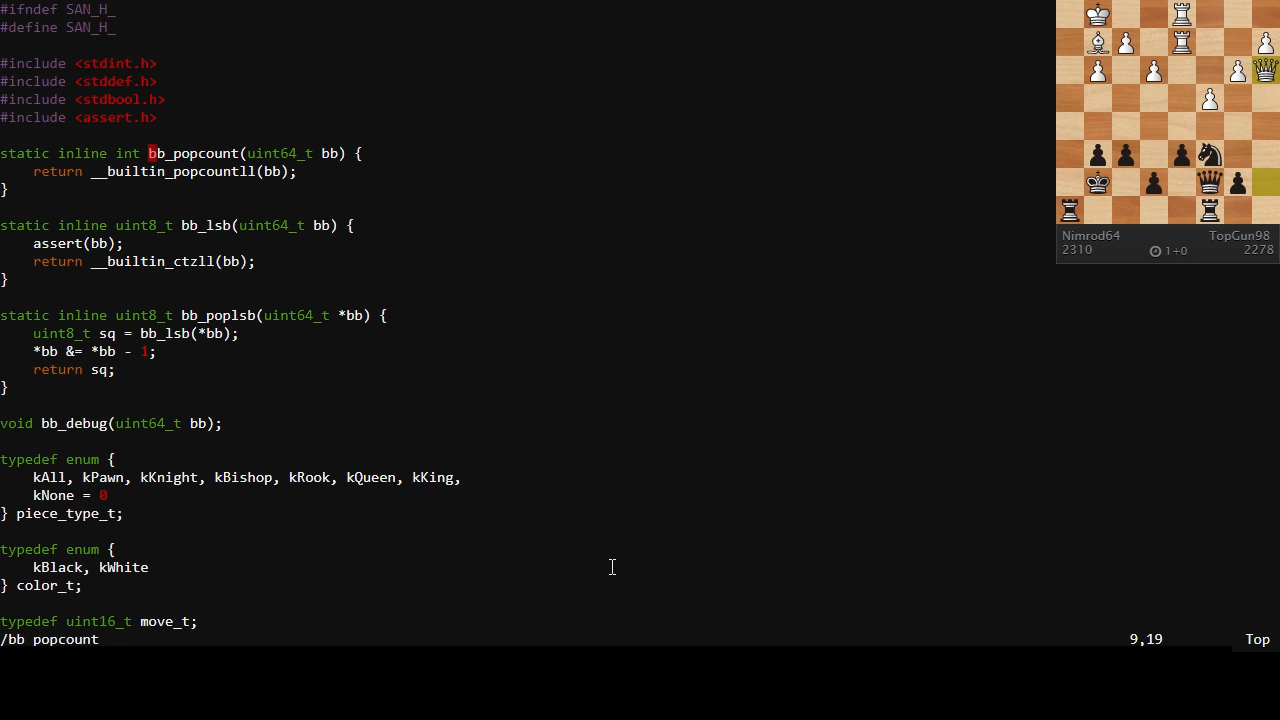 #ifndef SAN_H_
#define SAN_H_
#include <stdint.h>
#include <stddef.h>
#include <stdbool.h>
#include <assert.h>
static inline int bb_popcount(uint64_t bb) {
    return __builtin_popcountll(bb);
}
static inline uint8_t bb_lsb(uint64_t bb) {
    assert(bb);
    return __builtin_ctzll(bb);
}
static inline uint8_t bb_poplsb(uint64_t *bb) {
    uint8_t sq = bb_lsb(*bb);
    *bb &= *bb - 1;
    return sq;
}
void bb_debug(uint64_t bb);
typedef enum {
    kAll, kPawn, kKnight, kBishop, kRook, kQueen, kKing,
    kNone = 0
} piece_type_t;
typedef enum {
    kBlack, kWhite
} color_t;
typedef uint16_t move_t;
/bb_popcount 9,19 Top
Nimrod64 TopGun98
2310 1+0 2278